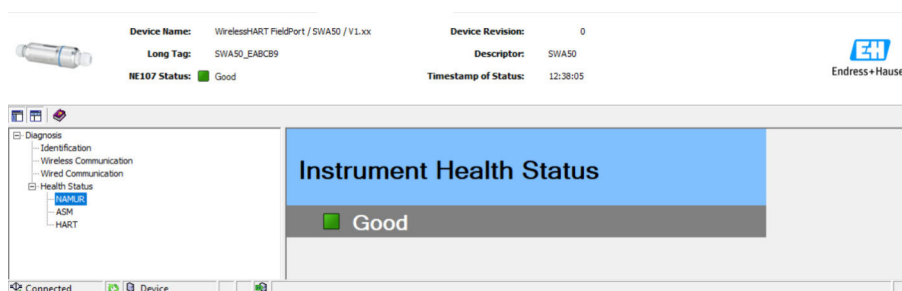 Device Name: WirelessHART FieldPort / SWA50 / V1.xx Device Revision: 0
Long Tag: SWA50_EABCB9 Descriptor: SWA50
NE107 Status: Good Timestamp of Status: 12:38:05
EH
Endress+Hause
Diagnosis
Identification
Wireless Communication
Wired Communication
Health Status
NAMUR
ASM
HART
Instrument Health Status
Good
Connected Device